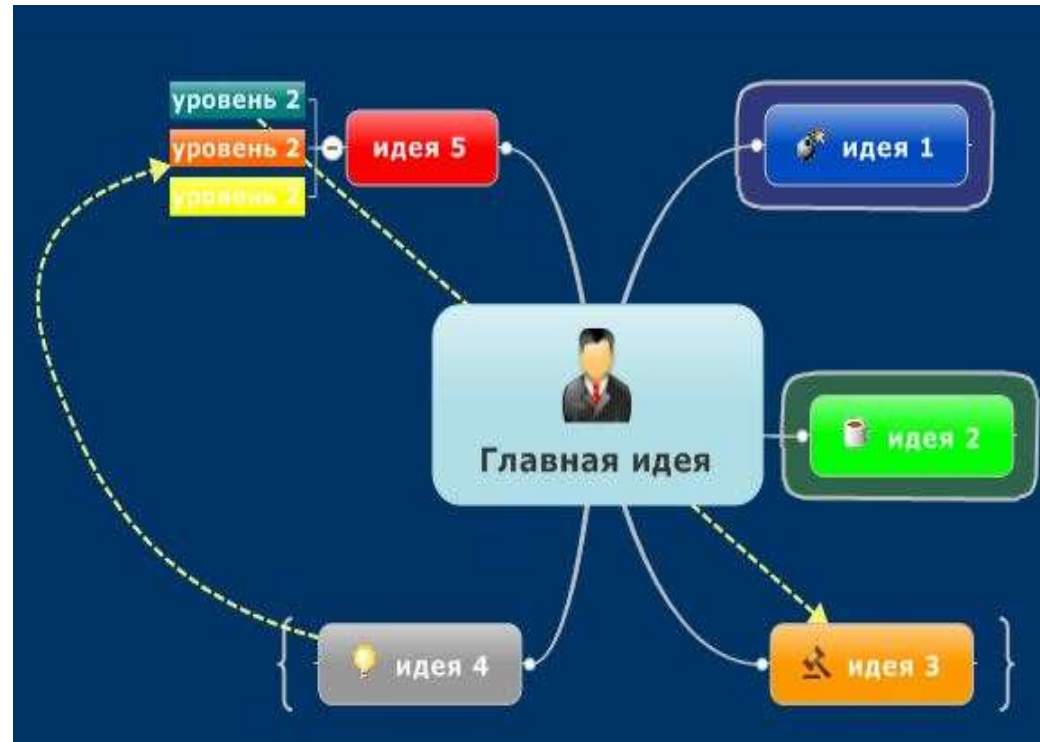 уровень 2
уровень 2
уровень 2
идея 5
идея 1
Главная идея
идея 2
идея 4
идея 3